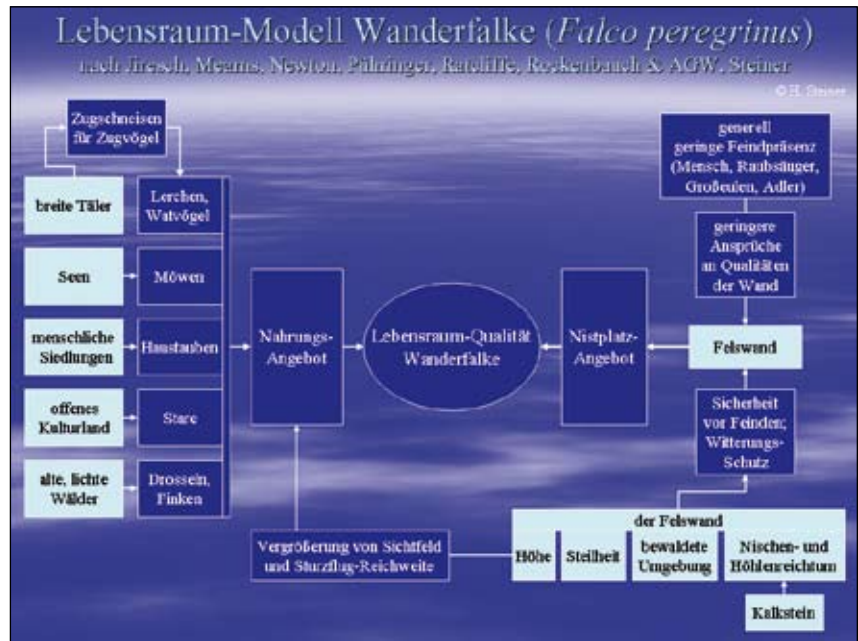 Lebensraum-Modell Wanderfalke (Falco peregrinus)
nach Jiresch, Mearns, Newton, Pühringer, Ratcliffe, Rockenbauch & AGW, Steiner
© H. Steiner
Zugschneisen
für Zugvögel
breite Täler
Lerchen,
Watvögel
Seen
Möwen
menschliche
Siedlungen
Haustauben
offenes
Kulturland
Stare
alte, lichte
Wälder
Drosseln,
Finken
Nahrungs-
Angebot
Lebensraum-Qualität
Wanderfalke
Nistplatz-
Angebot
generell
geringe Feindpräsenz
(Mensch, Raubsäuger,
Großeulen, Adler)
geringere
Ansprüche
an Qualitäten
der Wand
Felswand
Sicherheit
vor Feinden;
Witterungs-
Schutz
Vergrößerung von Sichtfeld
und Sturzflug-Reichweite
der Felswand
Höhe
Steilheit
bewaldete
Umgebung
Nischen- und
Höhlenreichtum
Kalkstein